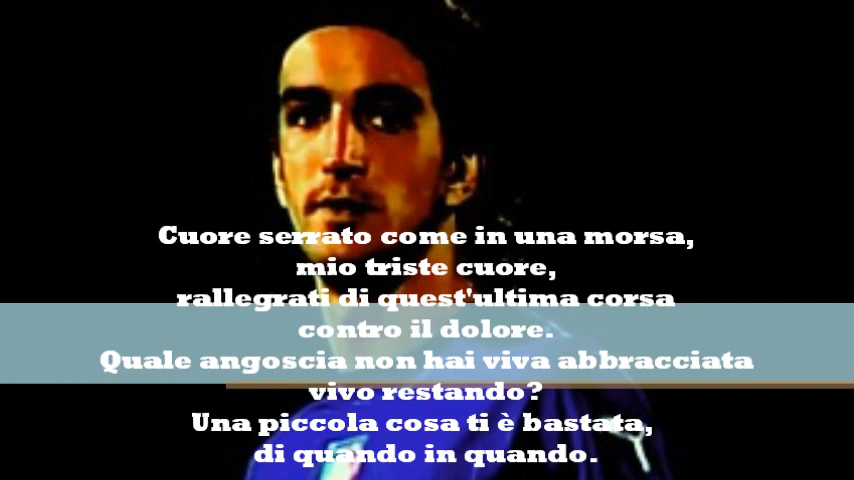 Cuore serrato come in una morsa,
mio triste cuore,
rallegrati di quest'ultima corsa
contro il dolore.
Quale angoscia non hai viva abbracciata
vivo restando?
Una piccola cosa ti è bastata,
di quando in quando.